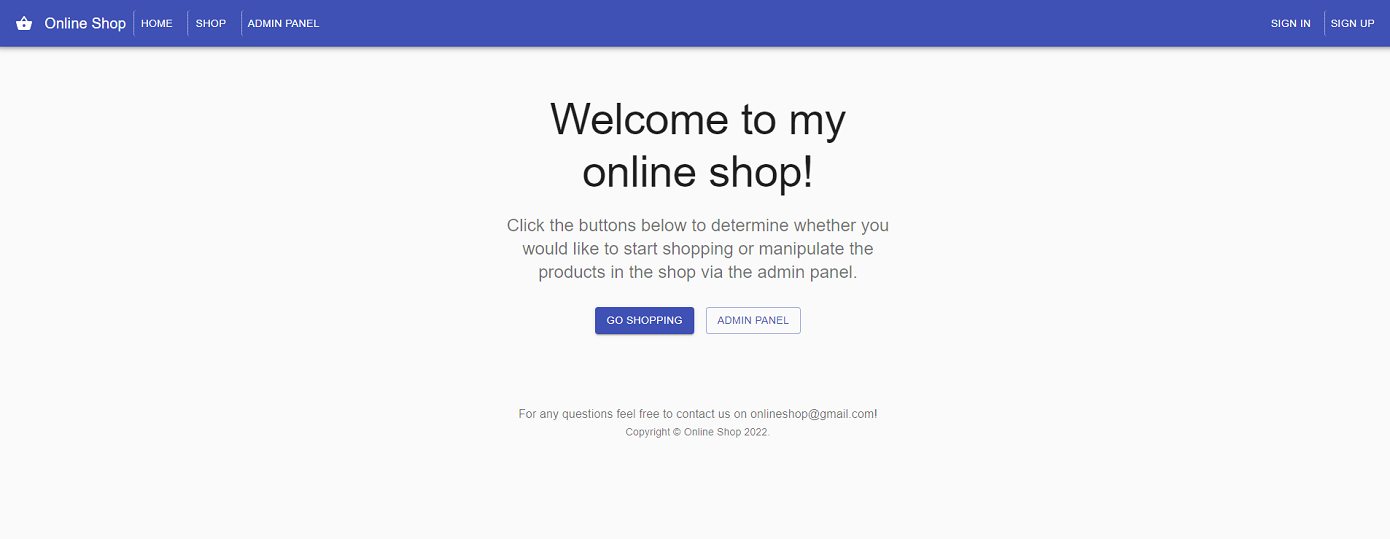 Online Shop HOME SHOP ADMIN PANEL SIGN IN SIGN UP
Welcome to my
online shop!
Click the buttons below to determine whether you
would like to start shopping or manipulate the
products in the shop via the admin panel.
GO SHOPPING ADMIN PANEL
For any questions feel free to contact us on onlineshop@gmail.com!
Copyright © Online Shop 2022.